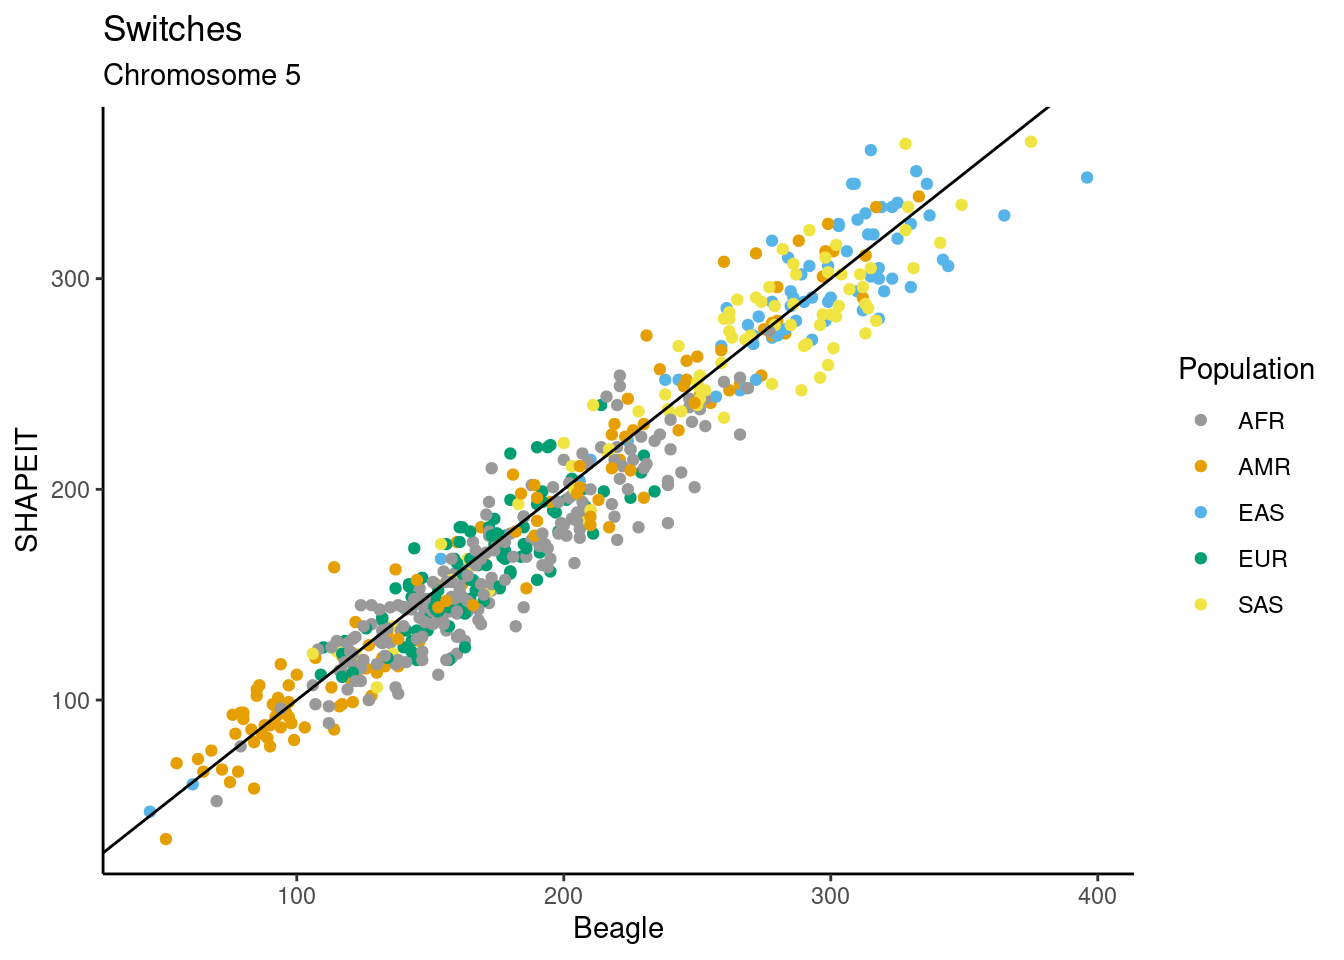 Switches
Chromosome 5
300
200
100
SHAPEIT
100
200
300
400
Beagle
Population
AFR
AMR
EAS
EUR
SAS